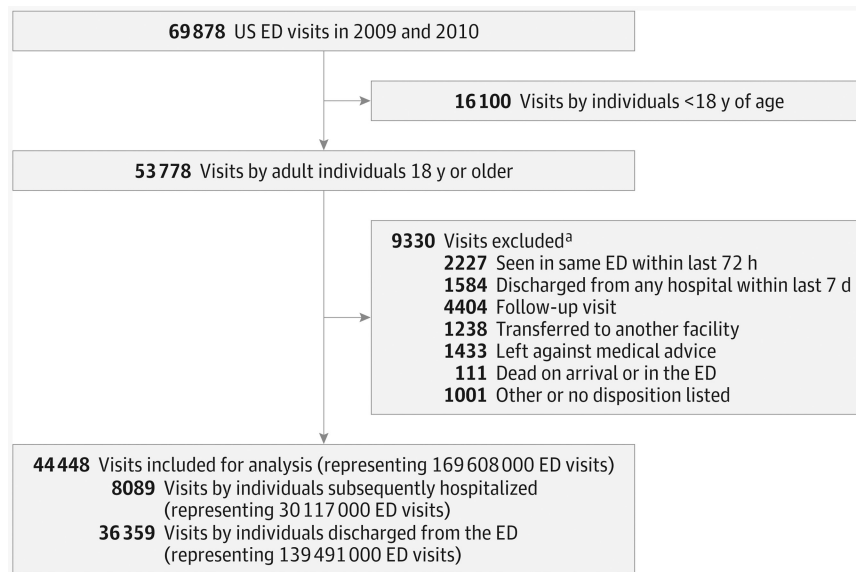 69878 US ED visits in 2009 and 2010
16100 Visits by individuals <18 y of age
53778 Visits by adult individuals 18 y or older
9330 Visits excludedᵃ
2227 Seen in same ED within last 72 h
1584 Discharged from any hospital within last 7 d
4404 Follow-up visit
1238 Transferred to another facility
1433 Left against medical advice
111 Dead on arrival or in the ED
1001 Other or no disposition listed
44448 Visits included for analysis (representing 169608000 ED visits)
8089 Visits by individuals subsequently hospitalized
(representing 30117000 ED visits)
36359 Visits by individuals discharged from the ED
(representing 139491000 ED visits)